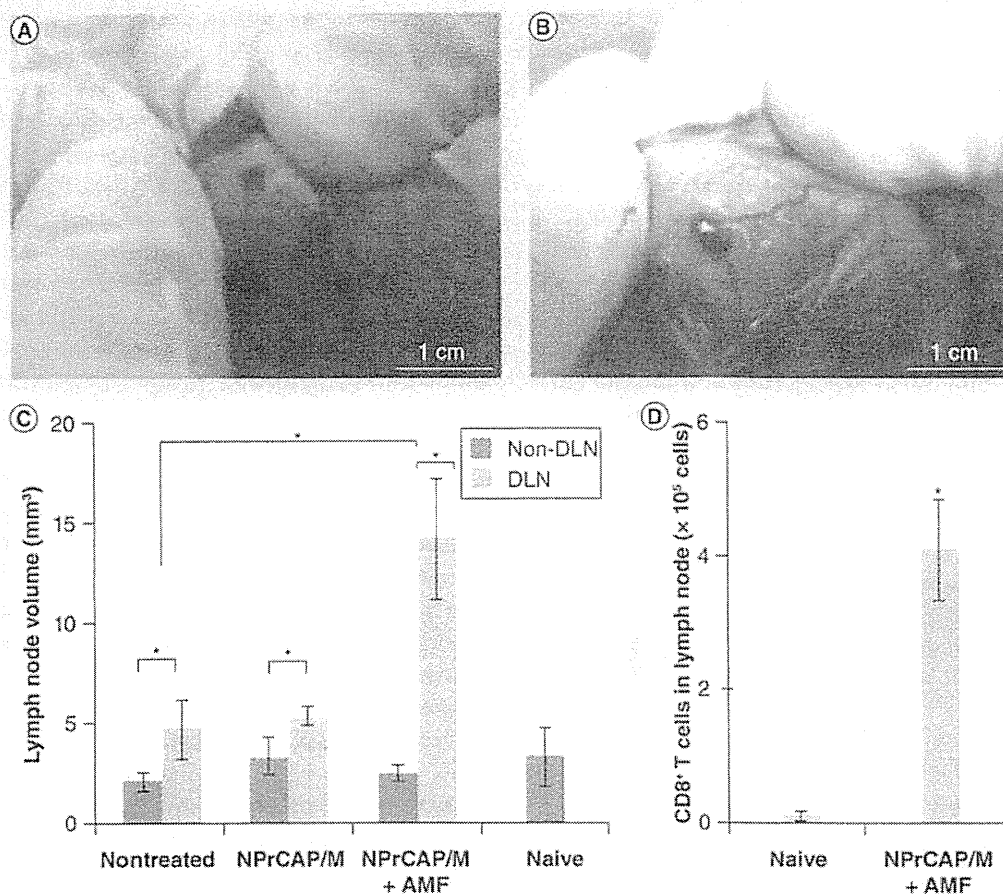 A
B
1 cm
1 cm
C
Lymph node volume (mm³)
20
15
10
5
0
*
*
*
*
Non-DLN
DLN
Nontreated
NPrCAP/M
NPrCAP/M
+ AMF
Naive
D
CD8⁺ T cells in lymph node (× 10⁵ cells)
6
4
2
0
*
Naive
NPrCAP/M
+ AMF